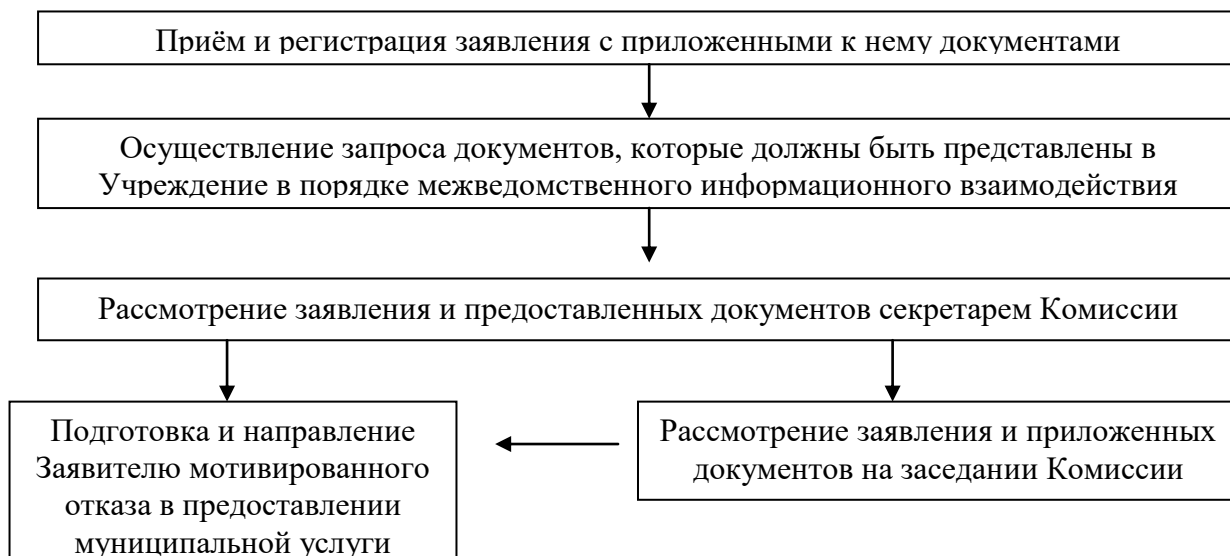 Приём и регистрация заявления с приложенными к нему документами
Осуществление запроса документов, которые должны быть представлены в
Учреждение в порядке межведомственного информационного взаимодействия
Рассмотрение заявления и предоставленных документов секретарем Комиссии
Подготовка и направление
Заявителю мотивированного
отказа в предоставлении
муниципальной услуги
Рассмотрение заявления и приложенных
документов на заседании Комиссии